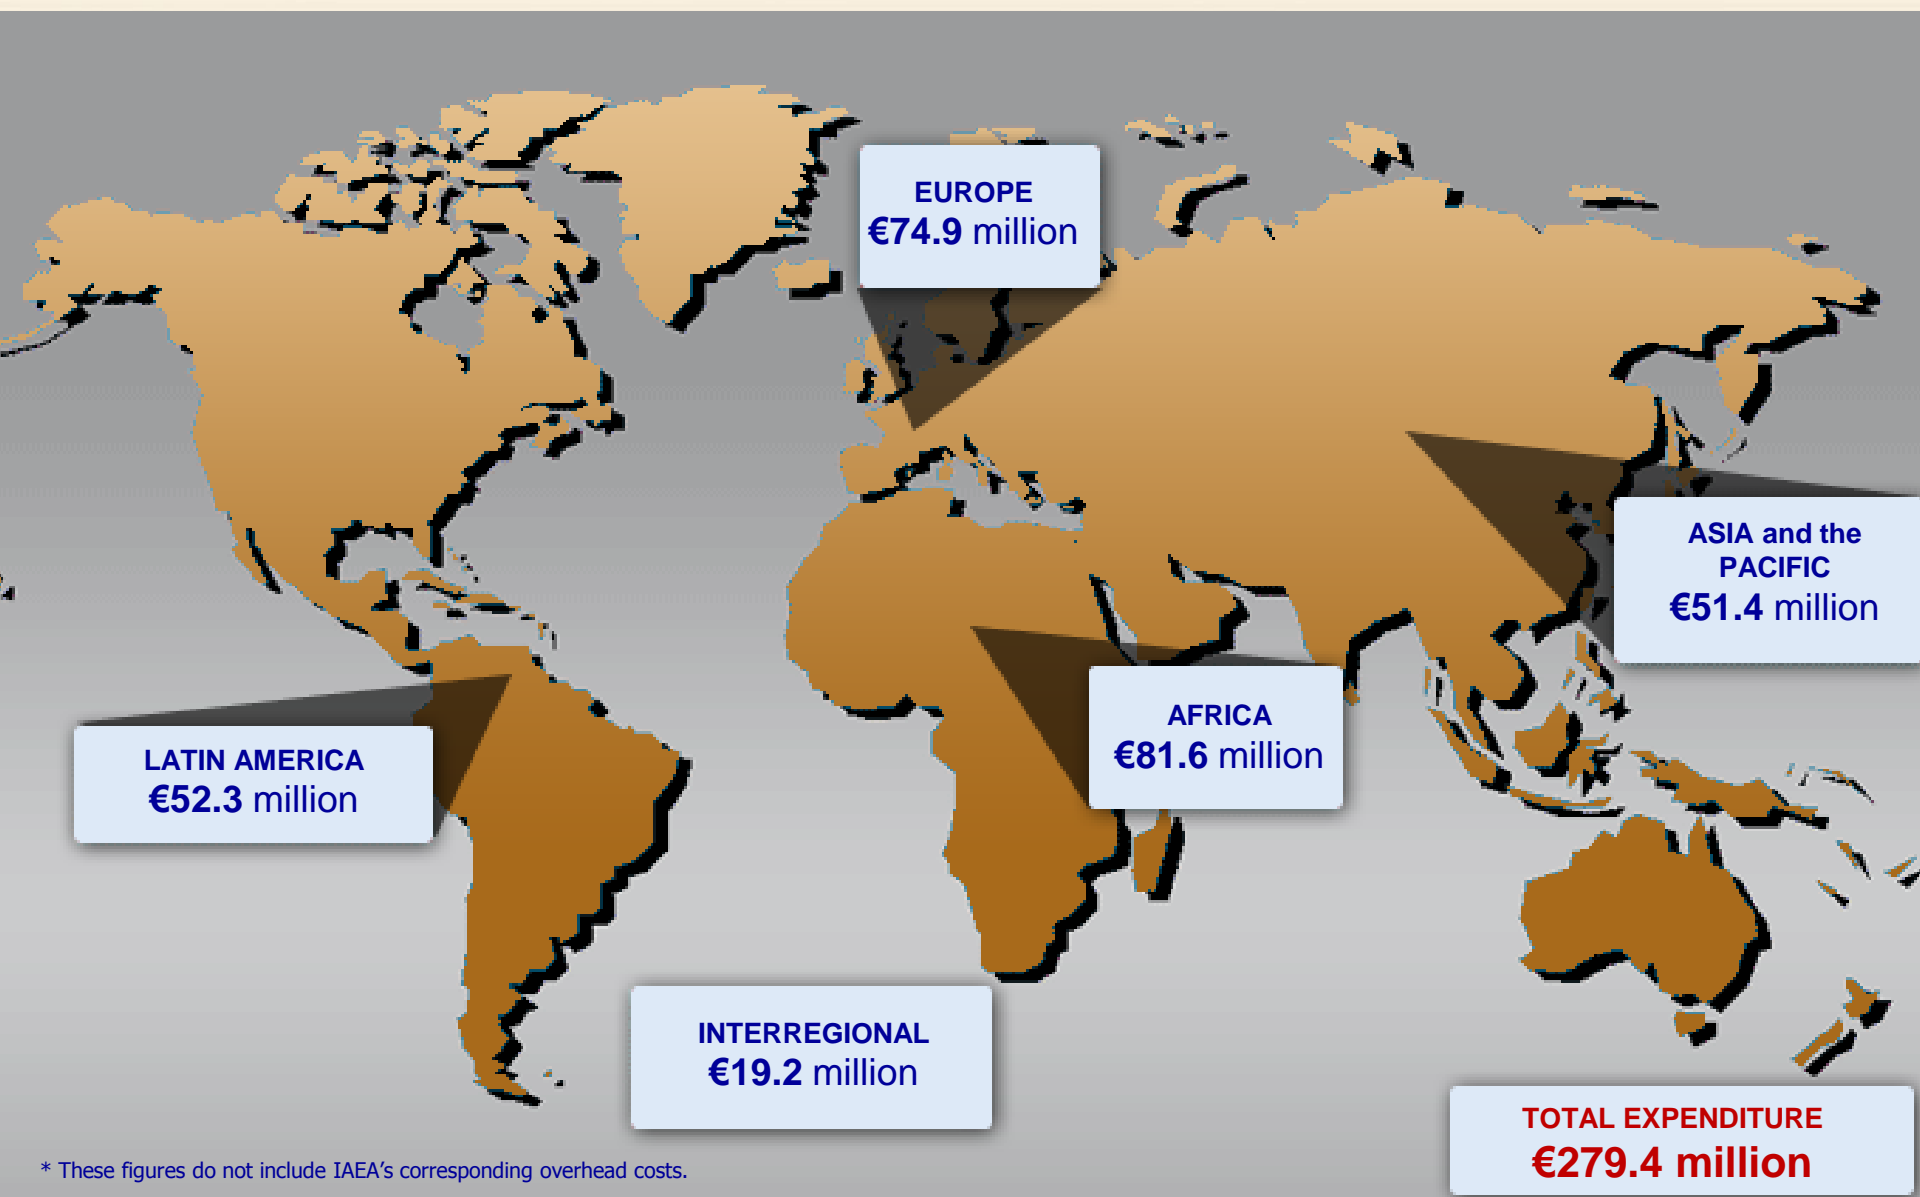 EUROPE
€74.9 million
ASIA and the
PACIFIC
€51.4 million
AFRICA
€81.6 million
LATIN AMERICA
€52.3 million
INTERREGIONAL
€19.2 million
TOTAL EXPENDITURE
€279.4 million
* These figures do not include IAEA’s corresponding overhead costs.